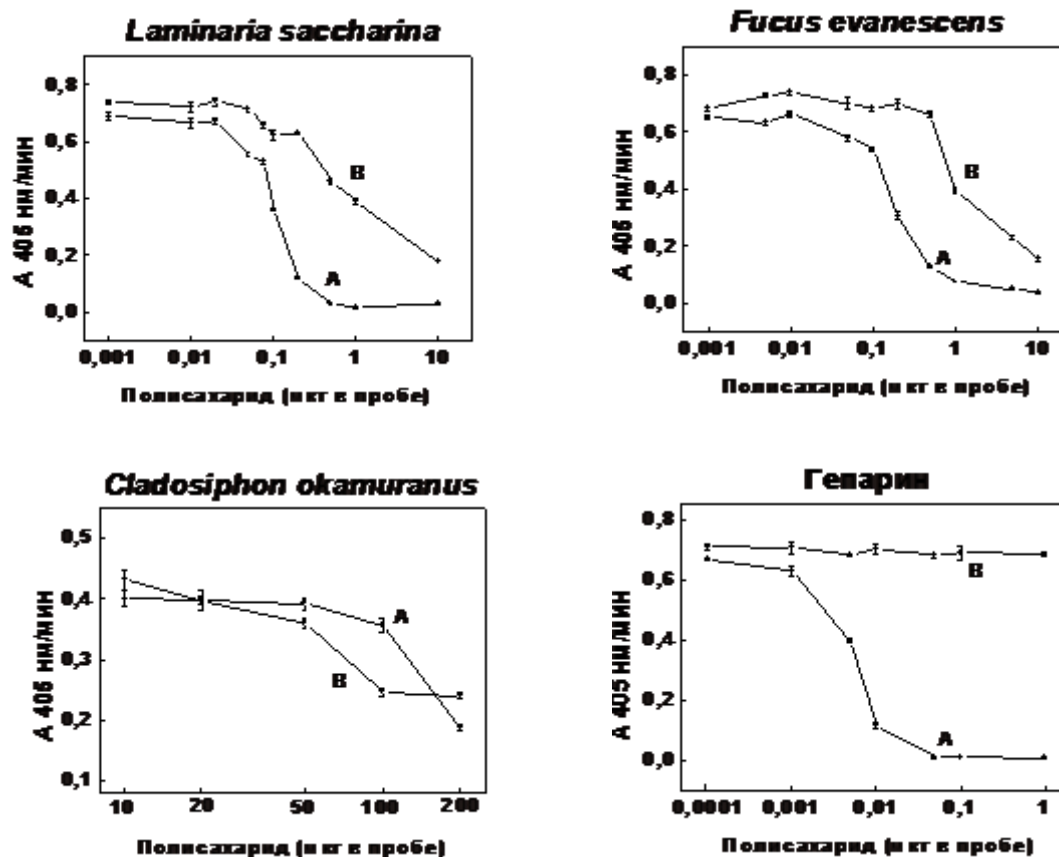 Laminaria saccharina
0,8
0,6
0,4
0,2
0,0
A 406 нм/мин
B
A
0,001 0,01 0,1 1 10
Полисахарид (мкг в пробе)
Fucus evanescens
0,8
0,6
0,4
0,2
0,0
A 406 нм/мин
B
A
0,001 0,01 0,1 1 10
Полисахарид (мкг в пробе)
Cladosiphon okamuranus
0,5
0,4
0,3
0,2
0,1
A 406 нм/мин
A
B
10 20 50 100 200
Полисахарид (мкг в пробе)
Гепарин
0,8
0,6
0,4
0,2
0,0
A 405 нм/мин
B
A
0,0001 0,001 0,01 0,1 1
Полисахарид (мкг в пробе)